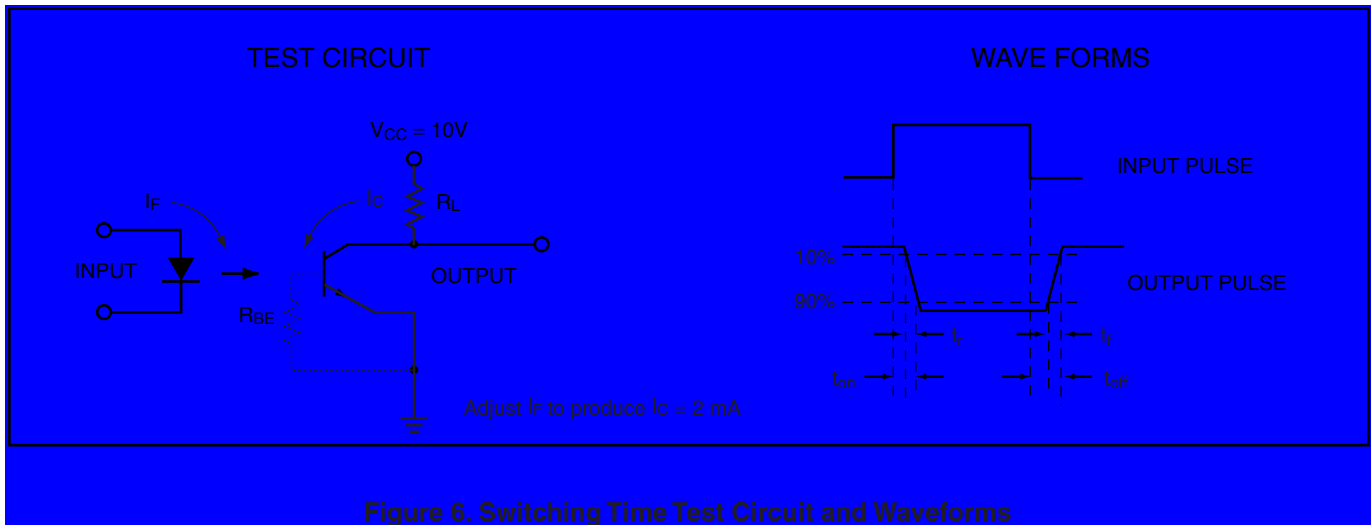 TEST CIRCUIT
WAVE FORMS
VCC = 10V
IF
IC
RL
INPUT
OUTPUT
RBE
Adjust IF to produce IC = 2 mA
INPUT PULSE
10%
OUTPUT PULSE
90%
tr
tf
ton
toff
Figure 6. Switching Time Test Circuit and Waveforms